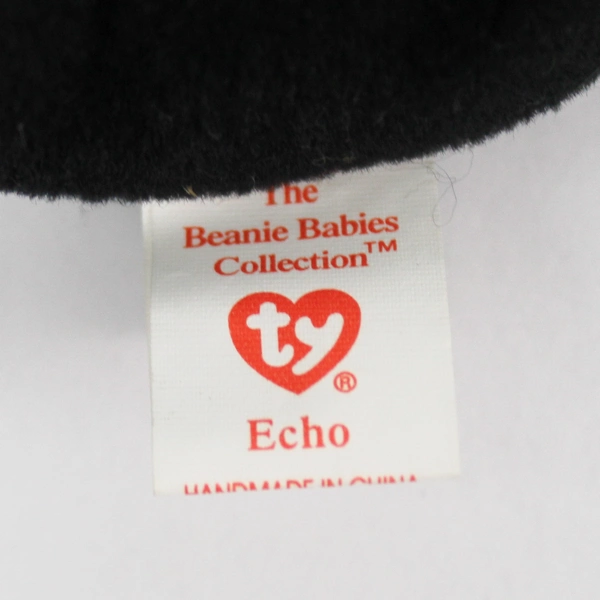 The
Beanie Babies
Collection™
ty®
Echo
HANDMADE IN CHINA